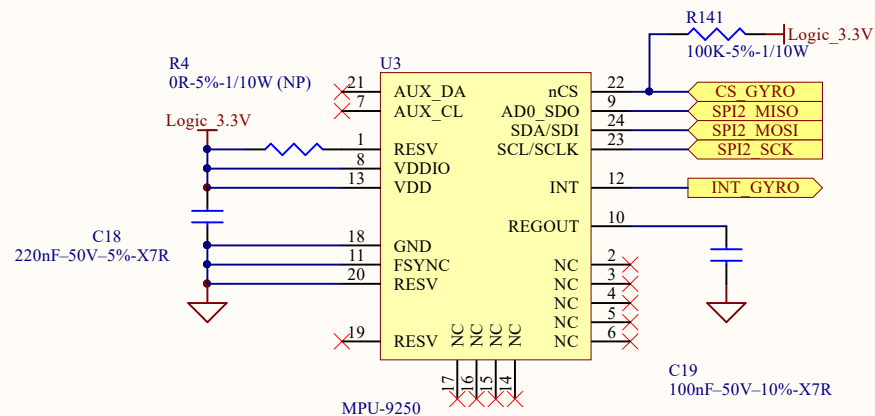 R141
Logic_3.3V
100K-5%-1/10W
R4
0R-5%-1/10W (NP)
U3
Logic_3.3V
21 AUX_DA
7 AUX_CL
1 RESV
8 VDDIO
13 VDD
18 GND
11 FSYNC
20 RESV
19 RESV
nCS 22 CS_GYRO
AD0_SDO 9 SPI2_MISO
SDA/SDI 24 SPI2_MOSI
SCL/SCLK 23 SPI2_SCK
INT 12 INT_GYRO
REGOUT 10
NC 2
NC 3
NC 4
NC 5
NC 6
NC 17
NC 16
NC 15
NC 14
C18
220nF–50V–5%-X7R
C19
100nF–50V–10%-X7R
MPU-9250